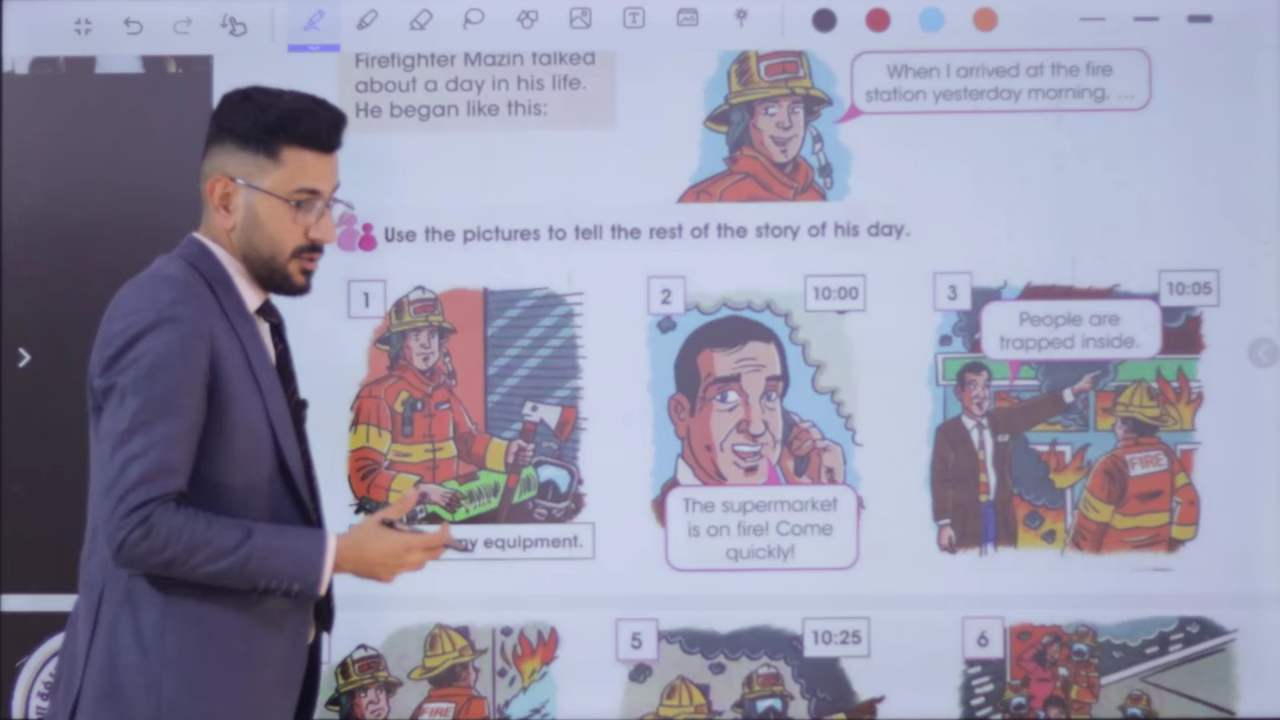 Firefighter Mazin talked
about a day in his life.
He began like this:
When I arrived at the fire
station yesterday morning, ...
Use the pictures to tell the rest of the story of his day.
1
2
10:00
3
10:05
People are
trapped inside.
FIRE
The supermarket
is on fire! Come
quickly!
my equipment.
5
10:25
6
FIRE